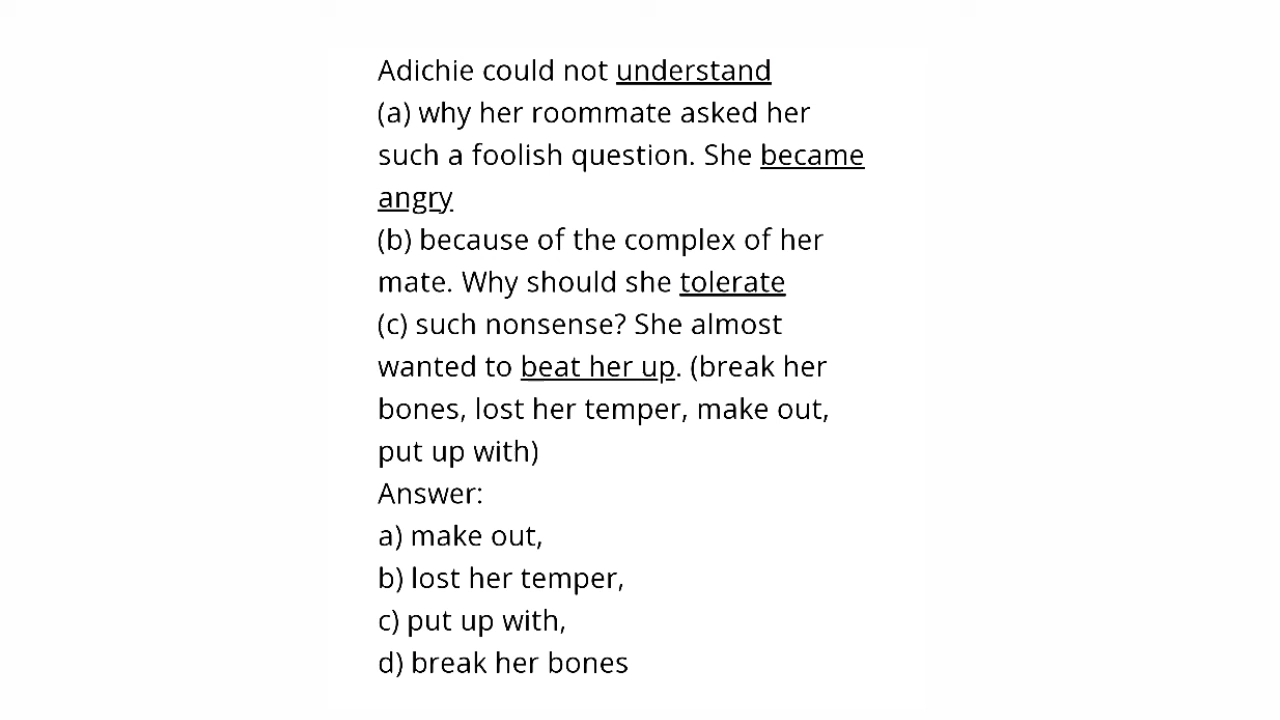 Adichie could not understand
(a) why her roommate asked her
such a foolish question. She became
angry
(b) because of the complex of her
mate. Why should she tolerate
(c) such nonsense? She almost
wanted to beat her up. (break her
bones, lost her temper, make out,
put up with)
Answer:
a) make out,
b) lost her temper,
c) put up with,
d) break her bones